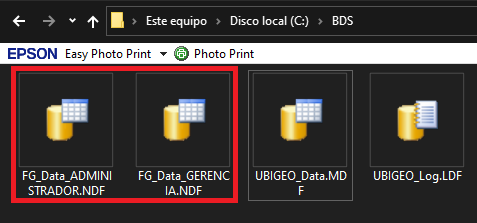 Este equipo > Disco local (C:) > BDS
EPSON Easy Photo Print Photo Print
FG_Data_ADMINI
STRADOR.NDF
FG_Data_GERENC
IA.NDF
UBIGEO_Data.MD
F
UBIGEO_Log.LDF